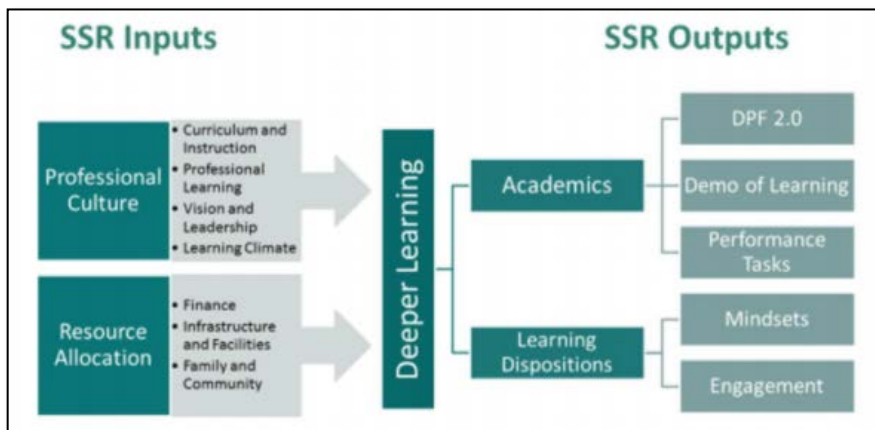 SSR Inputs
SSR Outputs
Professional
Culture
• Curriculum and
Instruction
• Professional
Learning
• Vision and
Leadership
• Learning Climate
Resource
Allocation
• Finance
• Infrastructure
and Facilities
• Family and
Community
Deeper Learning
Academics
Learning
Dispositions
DPF 2.0
Demo of Learning
Performance
Tasks
Mindsets
Engagement